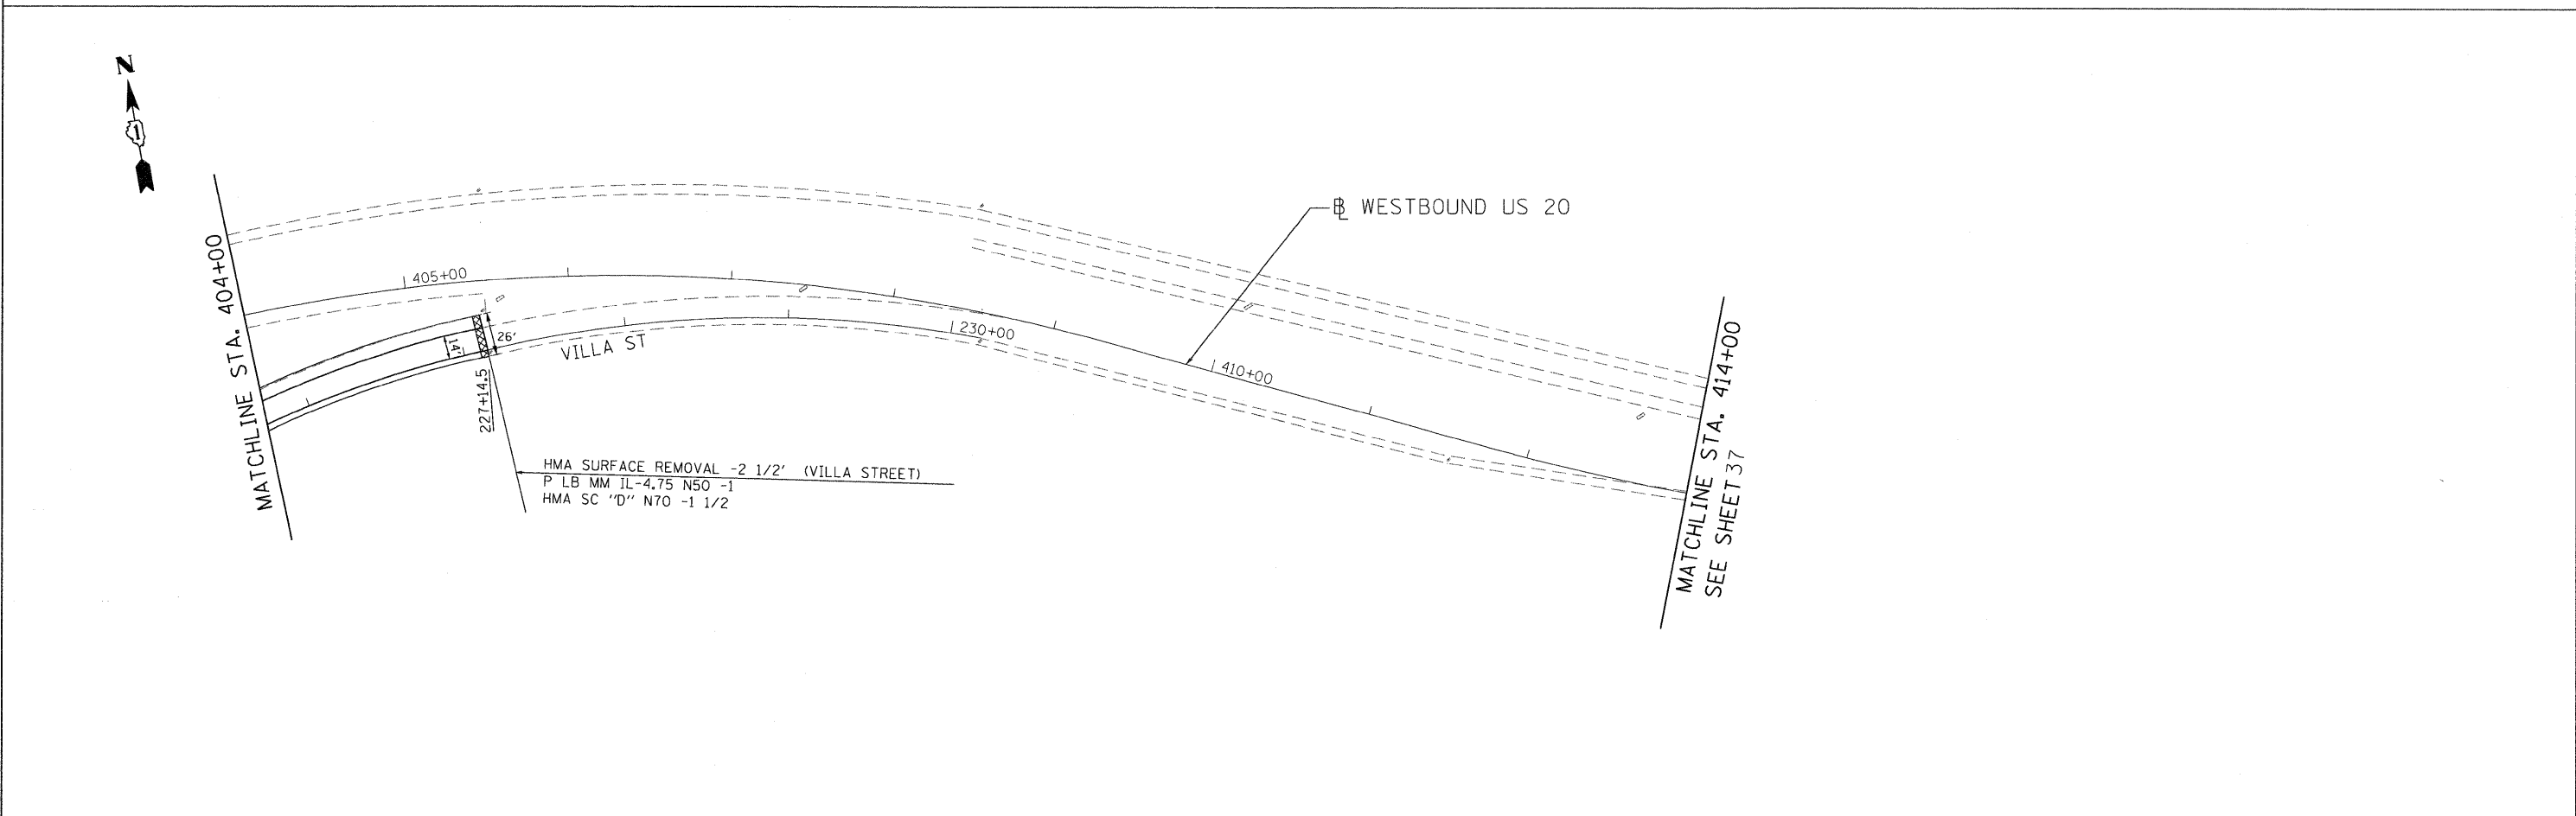 N
1
MATCHLINE STA. 404+00
405+00
14'
26'
227+14.5
VILLA ST
230+00
℄ WESTBOUND US 20
410+00
HMA SURFACE REMOVAL -2 1/2' (VILLA STREET)
P LB MM IL-4.75 N50 -1
HMA SC "D" N70 -1 1/2
MATCHLINE STA. 414+00
SEE SHEET 37